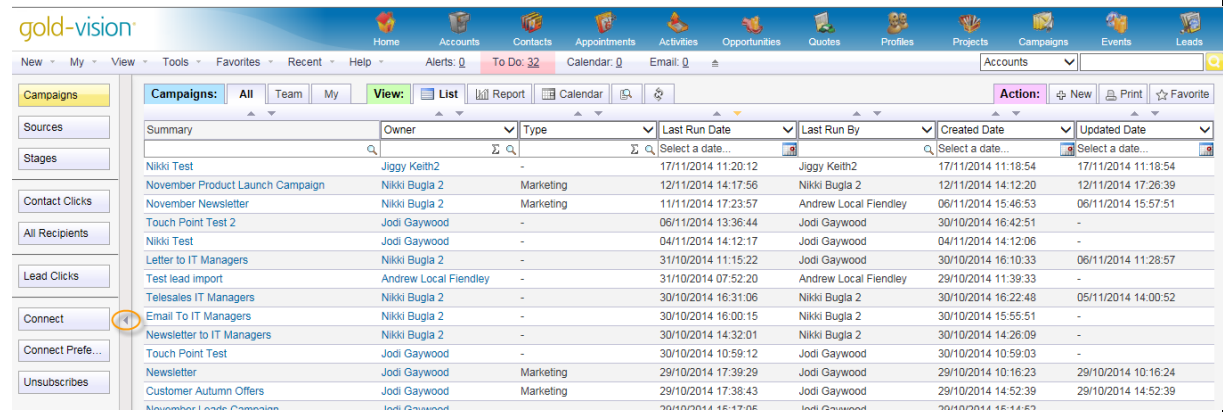 gold-vision
Home Accounts Contacts Appointments Activities Opportunities Quotes Profiles Projects Campaigns Events Leads
New My View Tools Favorites Recent Help Alerts: 0 To Do: 32 Calendar: 0 Email: 0 Accounts
Campaigns
Sources
Stages
Contact Clicks
All Recipients
Lead Clicks
Connect
Connect Prefe...
Unsubscribes
Campaigns: All Team My View: List Report Calendar Action: New Print Favorite
Summary Owner Type Last Run Date Last Run By Created Date Updated Date
Σ Σ Select a date... Select a date... Select a date...
Nikki Test Jiggy Keith2 - 17/11/2014 11:20:12 Jiggy Keith2 17/11/2014 11:18:54 17/11/2014 11:18:54
November Product Launch Campaign Nikki Bugla 2 Marketing 12/11/2014 14:17:56 Nikki Bugla 2 12/11/2014 14:12:20 12/11/2014 17:26:39
November Newsletter Nikki Bugla 2 Marketing 11/11/2014 17:23:57 Andrew Local Fiendley 06/11/2014 15:46:53 06/11/2014 15:57:51
Touch Point Test 2 Jodi Gaywood - 06/11/2014 13:36:44 Jodi Gaywood 30/10/2014 16:42:51 -
Nikki Test Jodi Gaywood - 04/11/2014 14:12:17 Jodi Gaywood 04/11/2014 14:12:06 -
Letter to IT Managers Nikki Bugla 2 - 31/10/2014 11:15:22 Jodi Gaywood 30/10/2014 16:10:33 06/11/2014 11:28:57
Test lead import Andrew Local Fiendley - 31/10/2014 07:52:20 Andrew Local Fiendley 29/10/2014 11:39:33 -
Telesales IT Managers Nikki Bugla 2 - 30/10/2014 16:31:06 Nikki Bugla 2 30/10/2014 16:22:48 05/11/2014 14:00:52
Email To IT Managers Nikki Bugla 2 - 30/10/2014 16:00:15 Nikki Bugla 2 30/10/2014 15:55:51 -
Newsletter to IT Managers Nikki Bugla 2 - 30/10/2014 14:32:01 Nikki Bugla 2 30/10/2014 14:26:09 -
Touch Point Test Jodi Gaywood - 30/10/2014 10:59:12 Jodi Gaywood 30/10/2014 10:59:03 -
Newsletter Jodi Gaywood Marketing 29/10/2014 17:39:29 Jodi Gaywood 29/10/2014 10:16:23 29/10/2014 10:16:24
Customer Autumn Offers Jodi Gaywood Marketing 29/10/2014 17:38:43 Jodi Gaywood 29/10/2014 14:52:39 29/10/2014 14:52:39
November Leads Campaign Jodi Gaywood - 29/10/2014 15:17:05 Jodi Gaywood 29/10/2014 15:14:52 -